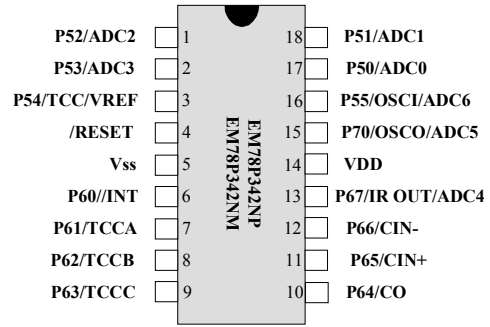 P52/ADC2 1 18 P51/ADC1
P53/ADC3 2 17 P50/ADC0
P54/TCC/VREF 3 16 P55/OSCI/ADC6
/RESET 4 15 P70/OSCO/ADC5
Vss 5 14 VDD
P60//INT 6 13 P67/IR OUT/ADC4
P61/TCCA 7 12 P66/CIN-
P62/TCCB 8 11 P65/CIN+
P63/TCCC 9 10 P64/CO
EM78P342NP
EM78P342NM